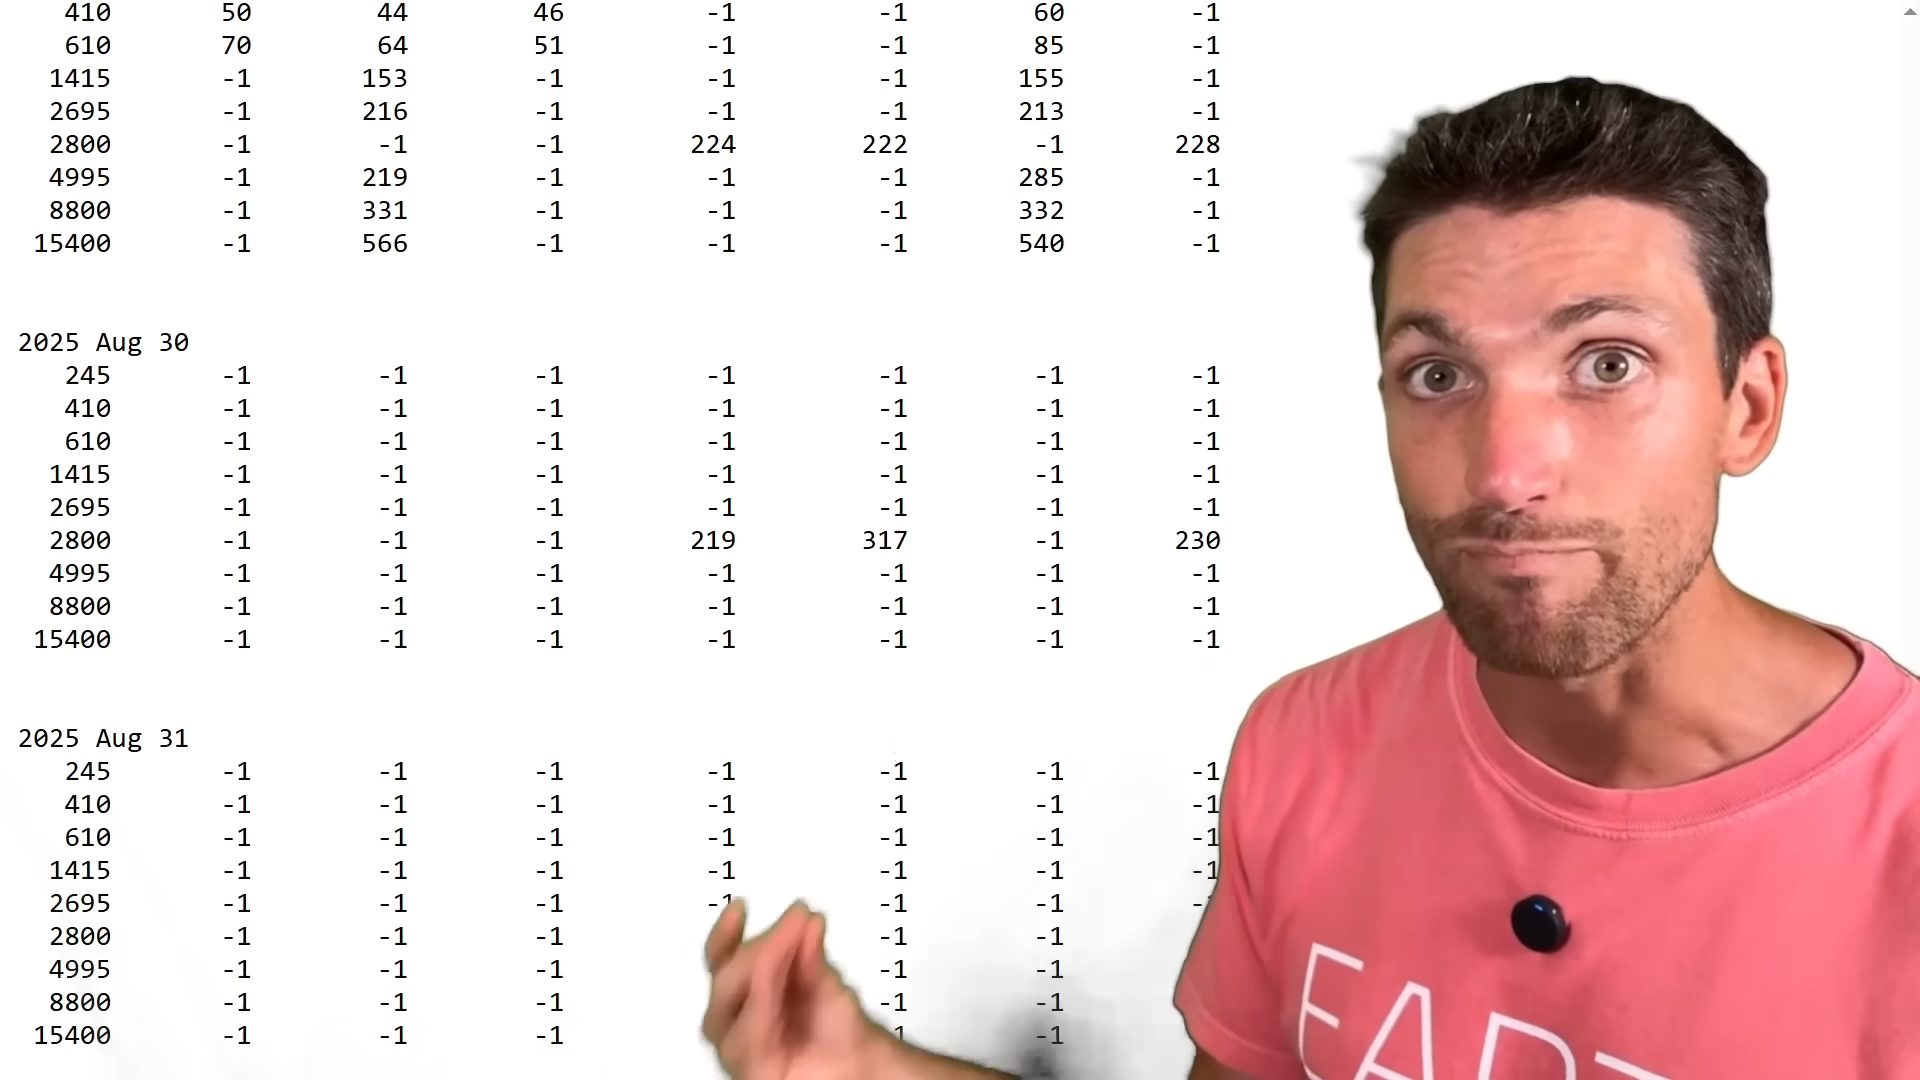 410 50 44 46 -1 -1 60 -1
610 70 64 51 -1 -1 85 -1
1415 -1 153 -1 -1 -1 155 -1
2695 -1 216 -1 -1 -1 213 -1
2800 -1 -1 -1 224 222 -1 228
4995 -1 219 -1 -1 -1 285 -1
8800 -1 331 -1 -1 -1 332 -1
15400 -1 566 -1 -1 -1 540 -1
2025 Aug 30
245 -1 -1 -1 -1 -1 -1 -1
410 -1 -1 -1 -1 -1 -1 -1
610 -1 -1 -1 -1 -1 -1 -1
1415 -1 -1 -1 -1 -1 -1 -1
2695 -1 -1 -1 -1 -1 -1 -1
2800 -1 -1 -1 219 317 -1 230
4995 -1 -1 -1 -1 -1 -1 -1
8800 -1 -1 -1 -1 -1 -1 -1
15400 -1 -1 -1 -1 -1 -1 -1
2025 Aug 31
245 -1 -1 -1 -1 -1 -1 -1
410 -1 -1 -1 -1 -1 -1 -1
610 -1 -1 -1 -1 -1 -1 -1
1415 -1 -1 -1 -1 -1 -1 -1
2695 -1 -1 -1 -1 -1 -1
2800 -1 -1 -1 -1 -1
4995 -1 -1 -1 -1 -1
8800 -1 -1 -1 -1 -1
15400 -1 -1 -1 -1